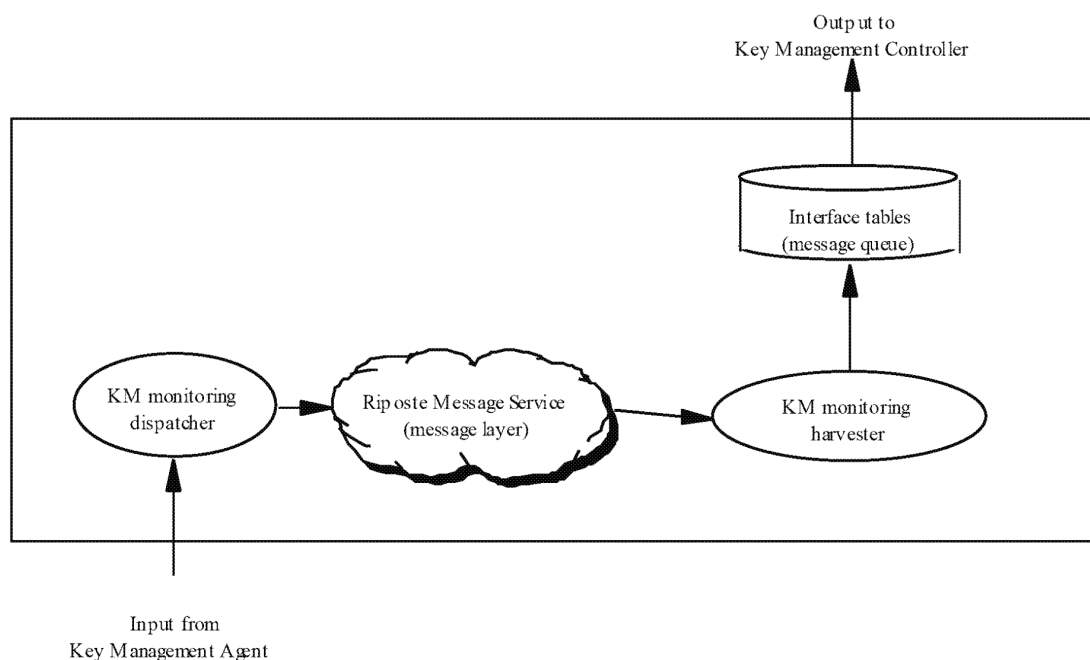 Output to
Key Management Controller
Interface tables
(message queue)
KM monitoring
dispatcher
Riposte Message Service
(message layer)
KM monitoring
harvester
Input from
Key Management Agent